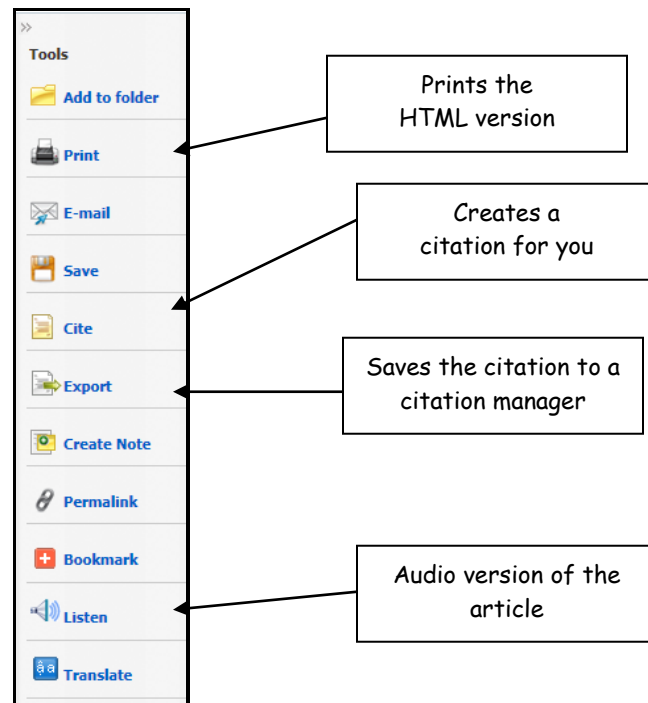 »
Tools
Add to folder
Print
E-mail
Save
Cite
Export
Create Note
Permalink
Bookmark
Listen
Translate
Prints the
HTML version
Creates a
citation for you
Saves the citation to a
citation manager
Audio version of the
article